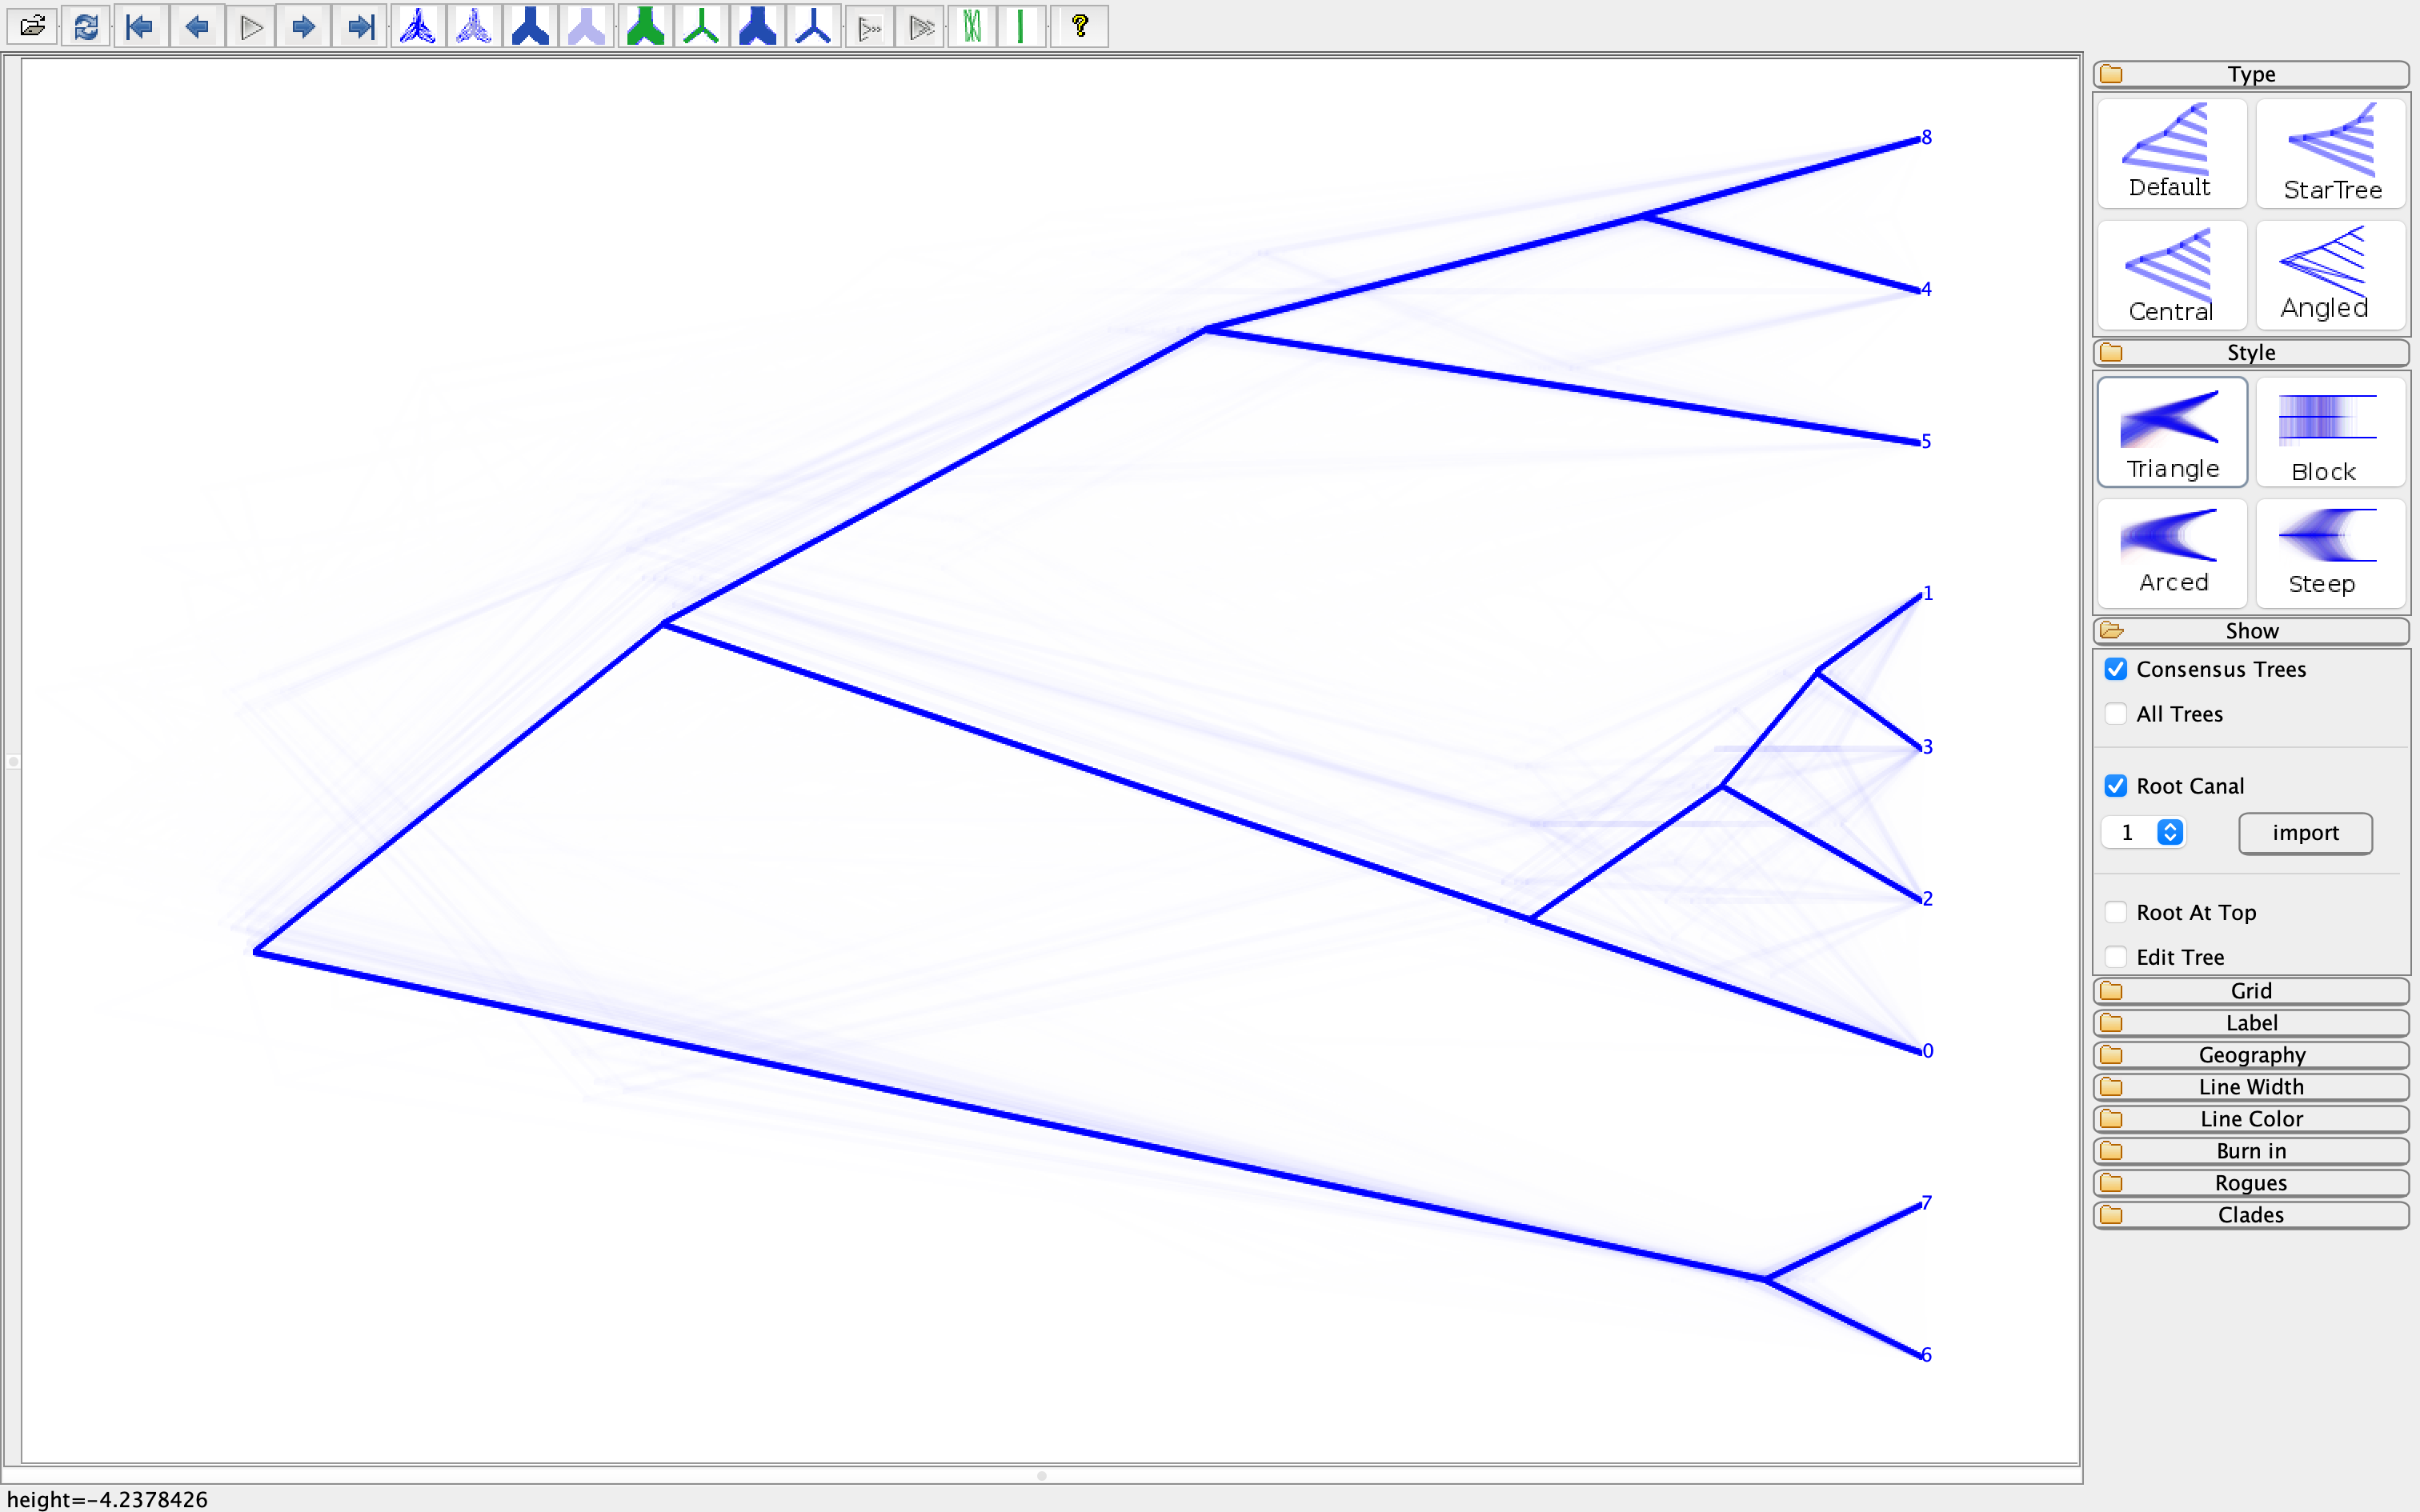 ?
Type
Default
StarTree
Central
Angled
Style
Triangle
Block
Arced
Steep
Show
Consensus Trees
All Trees
Root Canal
1
import
Root At Top
Edit Tree
Grid
Label
Geography
Line Width
Line Color
Burn in
Rogues
Clades
8
4
5
1
3
2
0
7
6
height=-4.2378426